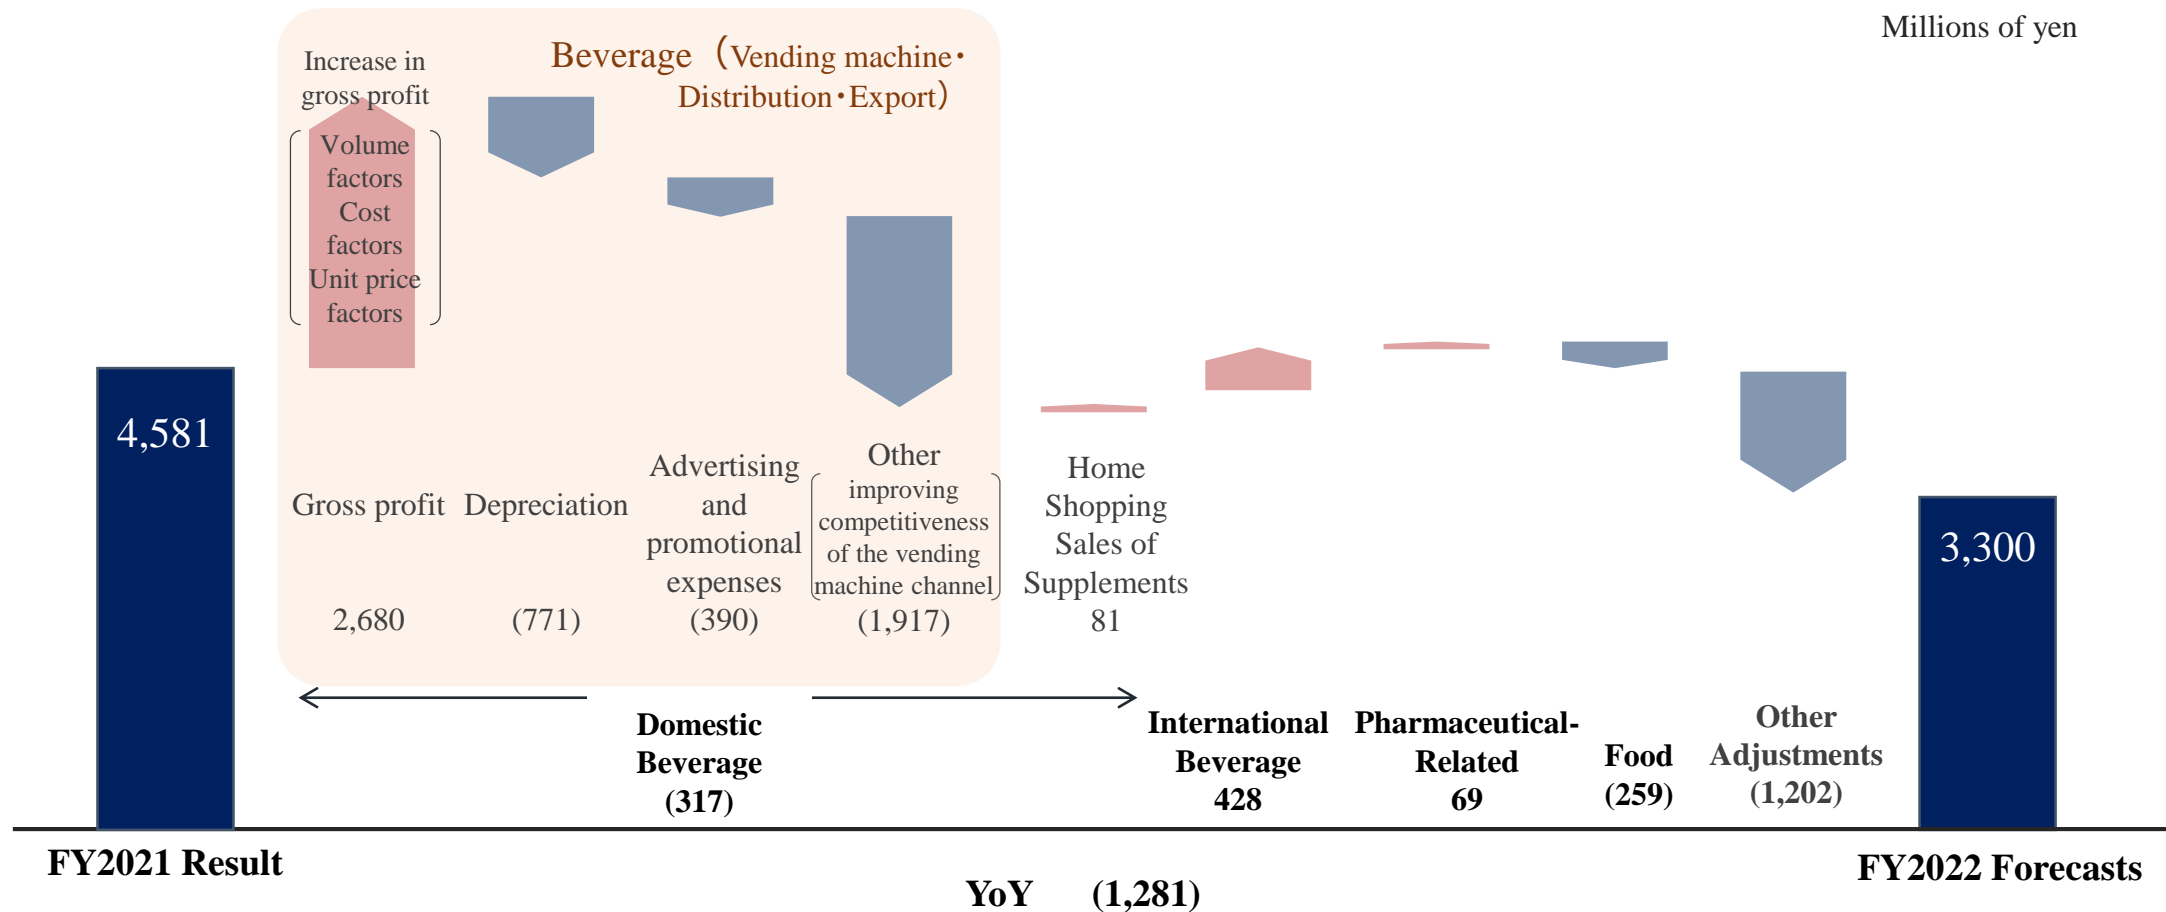 Millions of yen
Beverage（Vending machine・
Distribution・Export）
Increase in
gross profit
Volume
factors
Cost
factors
Unit price
factors
4,581
Gross profit
2,680
Depreciation
(771)
Advertising
and
promotional
expenses
(390)
Other
improving
competitiveness
of the vending
machine channel
(1,917)
Home
Shopping
Sales of
Supplements
81
3,300
Domestic
Beverage
(317)
International
Beverage
428
Pharmaceutical-
Related
69
Food
(259)
Other
Adjustments
(1,202)
FY2021 Result
FY2022 Forecasts
YoY (1,281)